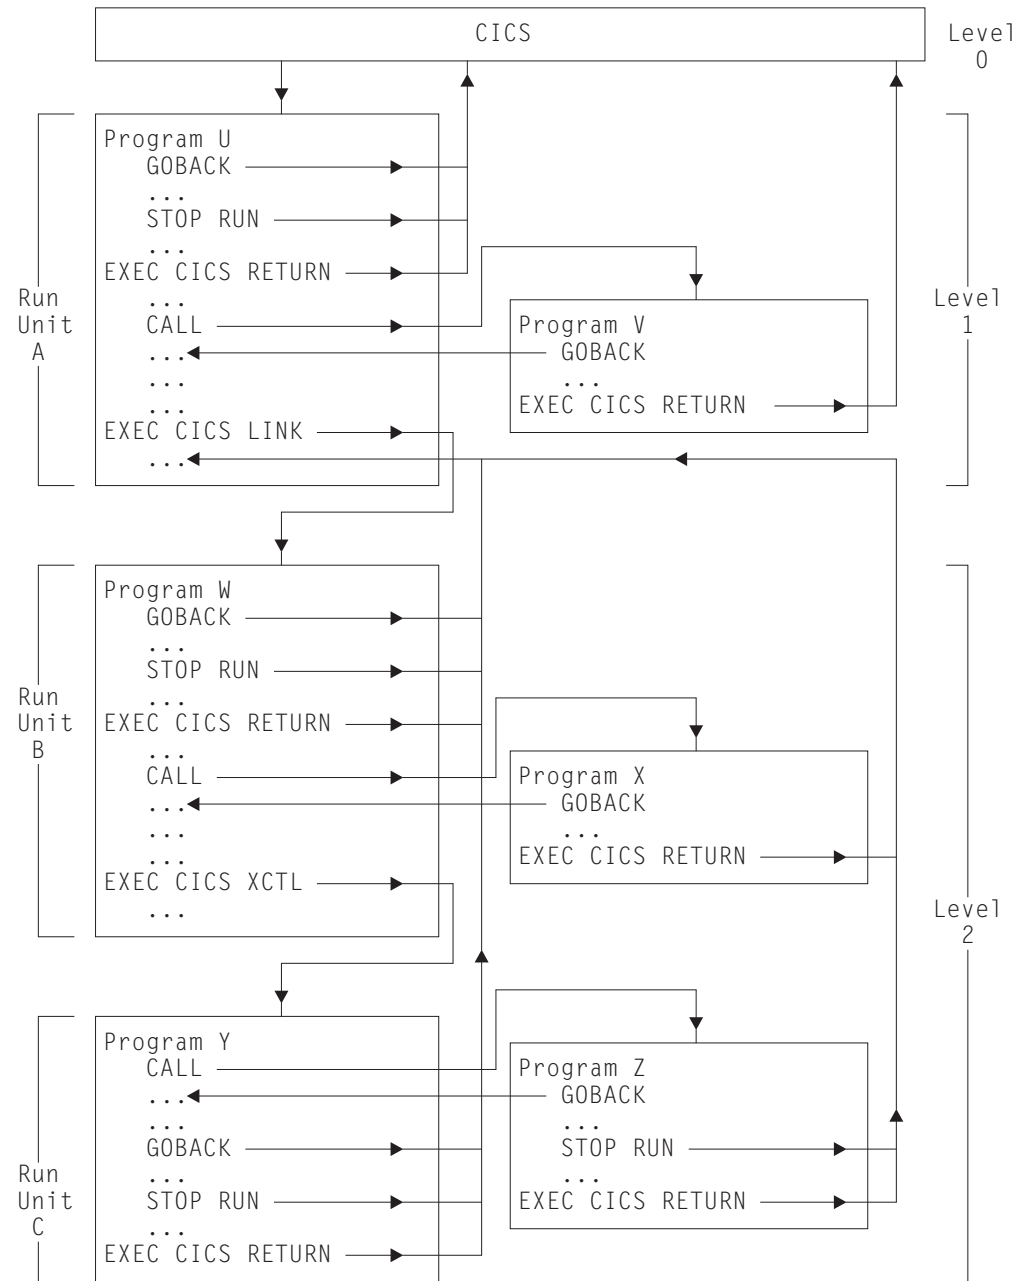 CICS
Level
0
Program U
GOBACK
...
STOP RUN
...
EXEC CICS RETURN
...
CALL
...
...
...
EXEC CICS LINK
...
Run
Unit
A
Program V
GOBACK
...
EXEC CICS RETURN
Level
1
Program W
GOBACK
...
STOP RUN
...
EXEC CICS RETURN
...
CALL
...
...
...
EXEC CICS XCTL
...
Run
Unit
B
Program X
GOBACK
...
EXEC CICS RETURN
Level
2
Program Y
CALL
...
...
GOBACK
...
STOP RUN
...
EXEC CICS RETURN
Run
Unit
C
Program Z
GOBACK
...
STOP RUN
...
EXEC CICS RETURN